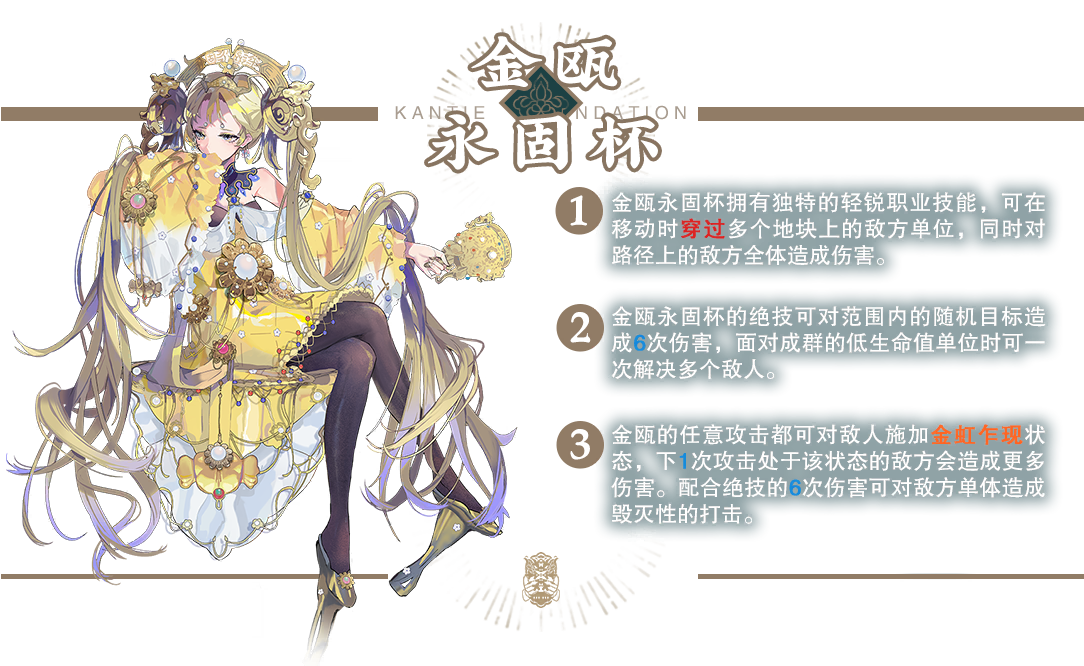 金瓯
KANTIE NDATION
永固杯
1
金瓯永固杯拥有独特的轻锐职业技能，可在
移动时穿过多个地块上的敌方单位，同时对
路径上的敌方全体造成伤害。
2
金瓯永固杯的绝技可对范围内的随机目标造
成6次伤害，面对成群的低生命值单位时可一
次解决多个敌人。
3
金瓯的任意攻击都可对敌人施加金虹乍现状
态，下1次攻击处于该状态的敌方会造成更多
伤害。配合绝技的6次伤害可对敌方单体造成
毁灭性的打击。